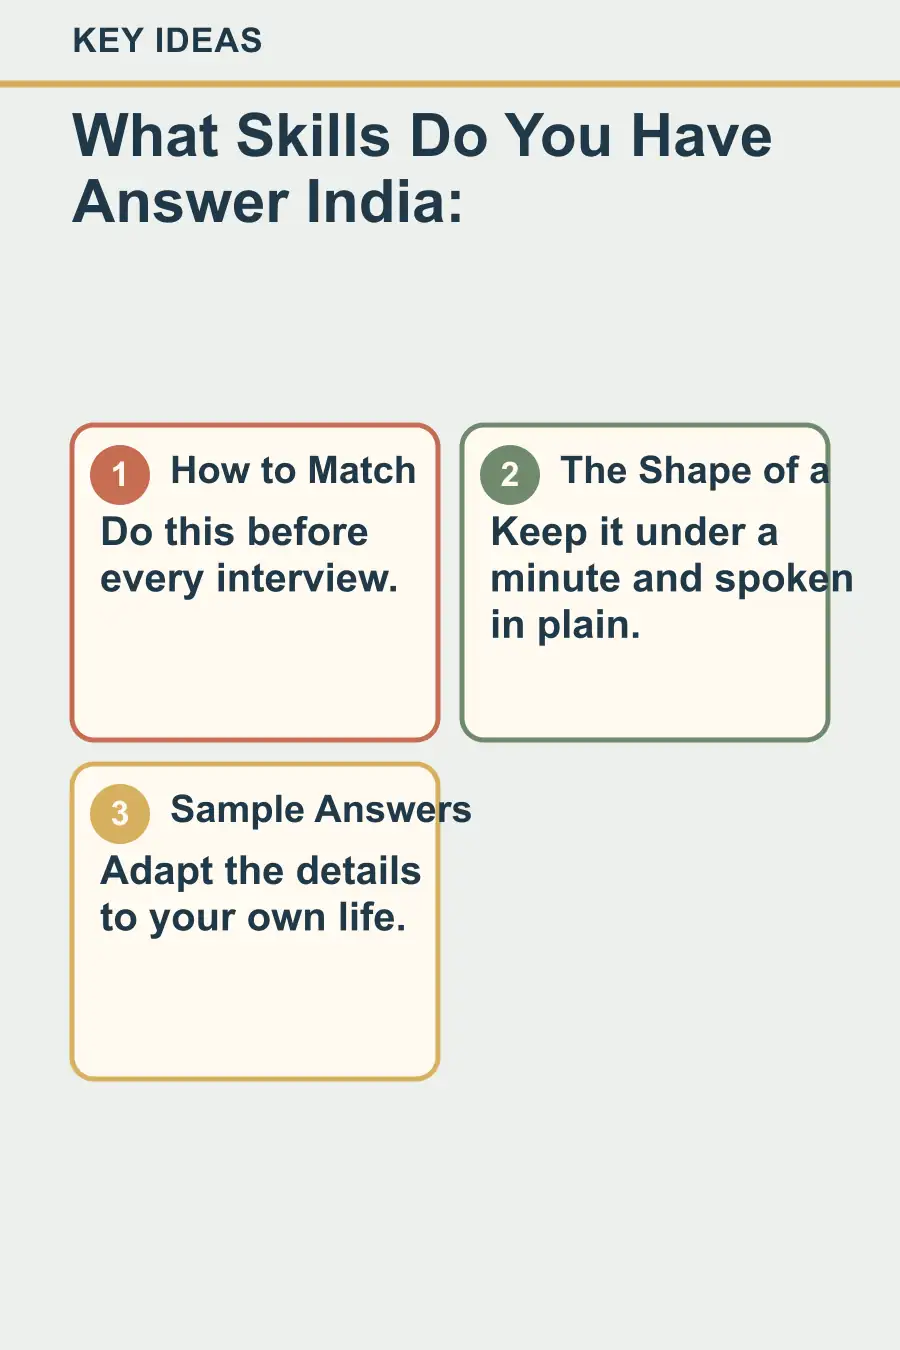 KEY IDEAS
What Skills Do You Have
Answer India:
1 How to Match
Do this before
every interview.
2 The Shape of a
Keep it under a
minute and spoken
in plain.
3 Sample Answers
Adapt the details
to your own life.